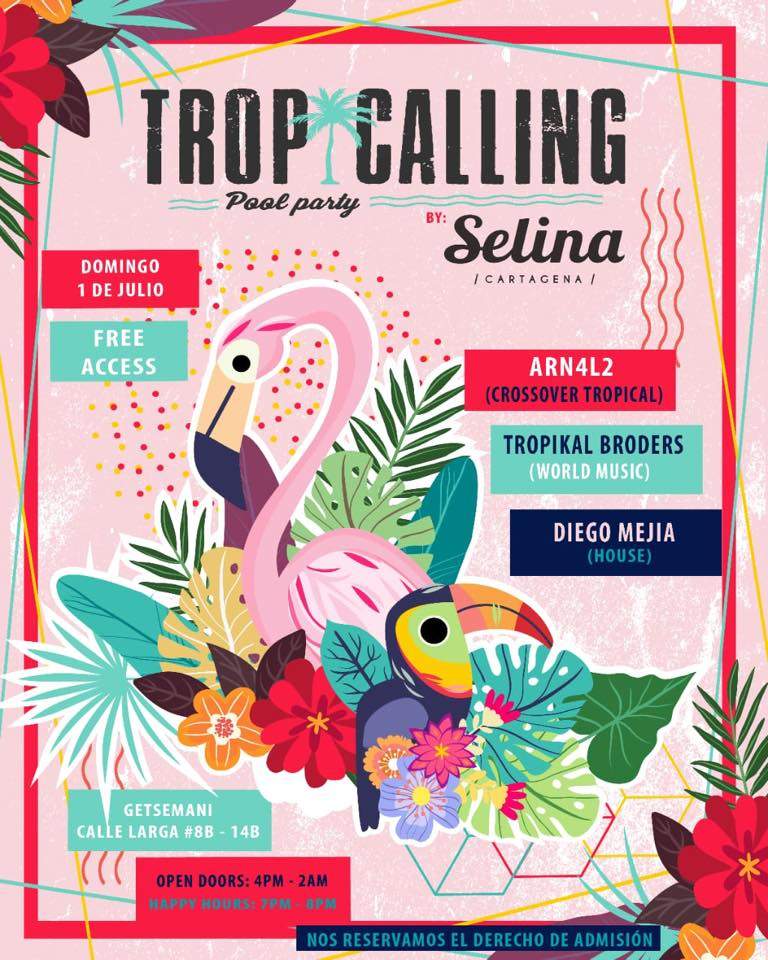 TROPICALLING
Pool party
BY:
Selina
/ CARTAGENA /
DOMINGO
1 DE JULIO
FREE
ACCESS
ARN4L2
(CROSSOVER TROPICAL)
TROPIKAL BRODERS
(WORLD MUSIC)
DIEGO MEJIA
(HOUSE)
GETSEMANI
CALLE LARGA #8B - 14B
OPEN DOORS: 4PM - 2AM
HAPPY HOURS: 7PM - 8PM
NOS RESERVAMOS EL DERECHO DE ADMISIÓN